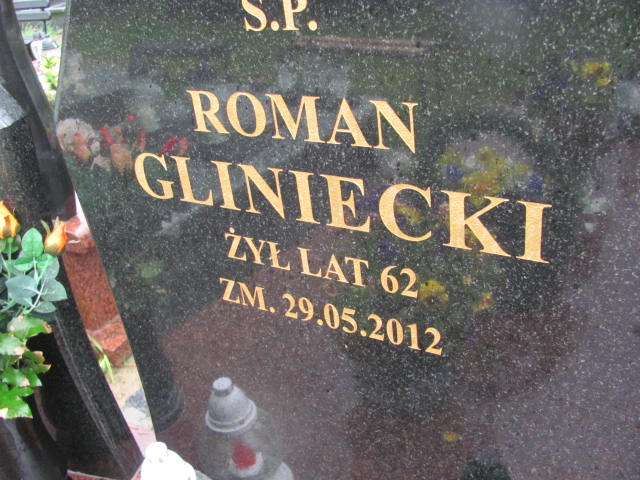 Ś.P.
ROMAN
GLINIECKI
ŻYŁ LAT 62
ZM. 29.05.2012